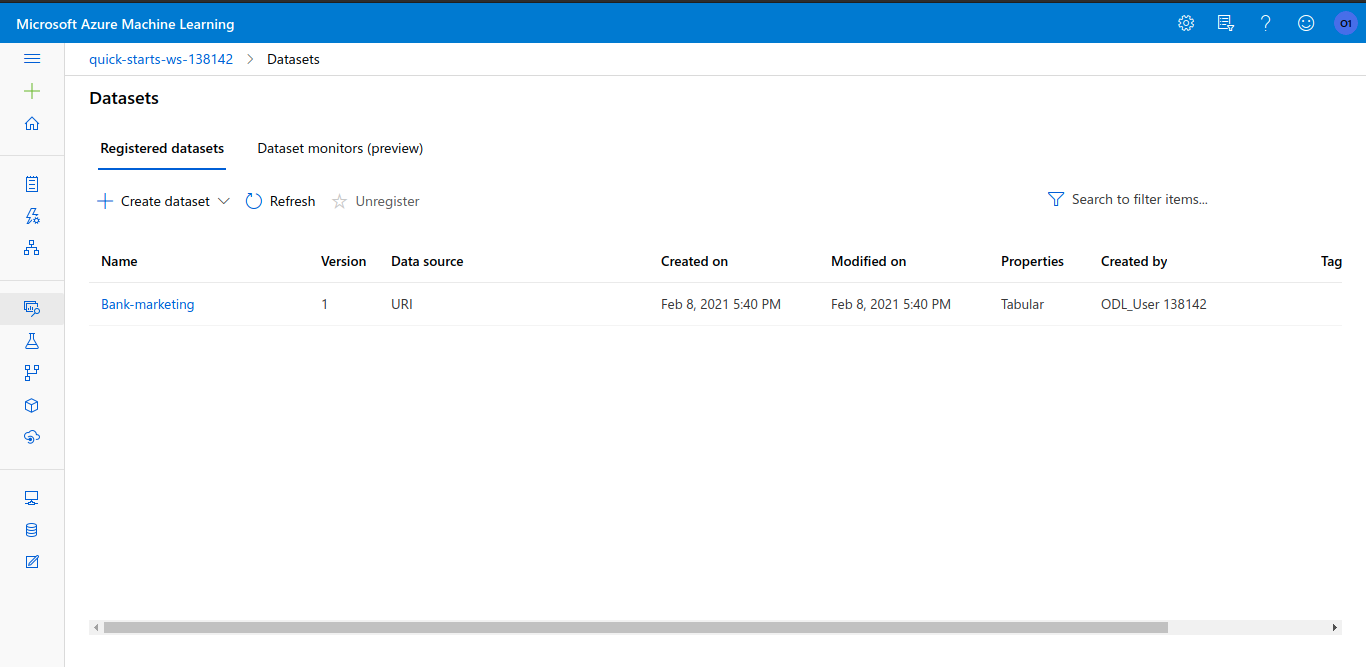 Microsoft Azure Machine Learning
O1
quick-starts-ws-138142 > Datasets
Datasets
Registered datasets Dataset monitors (preview)
Create dataset Refresh Unregister Search to filter items...
Name Version Data source Created on Modified on Properties Created by Tag
Bank-marketing 1 URI Feb 8, 2021 5:40 PM Feb 8, 2021 5:40 PM Tabular ODL_User 138142